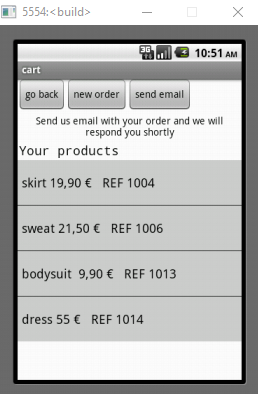 5554:<build>
3G
10:51 AM
cart
go back new order send email
Send us email with your order and we will
respond you shortly
Your products
skirt 19,90 € REF 1004
sweat 21,50 € REF 1006
bodysuit 9,90 € REF 1013
dress 55 € REF 1014